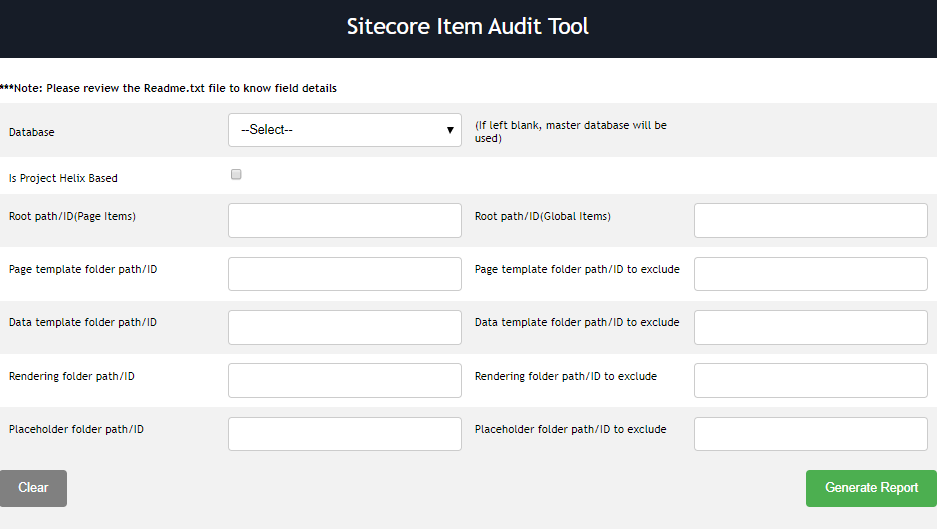 Sitecore Item Audit Tool
***Note: Please review the Readme.txt file to know field details
Database
--Select--
(If left blank, master database will be
used)
Is Project Helix Based
Root path/ID(Page Items)
Root path/ID(Global Items)
Page template folder path/ID
Page template folder path/ID to exclude
Data template folder path/ID
Data template folder path/ID to exclude
Rendering folder path/ID
Rendering folder path/ID to exclude
Placeholder folder path/ID
Placeholder folder path/ID to exclude
Clear
Generate Report